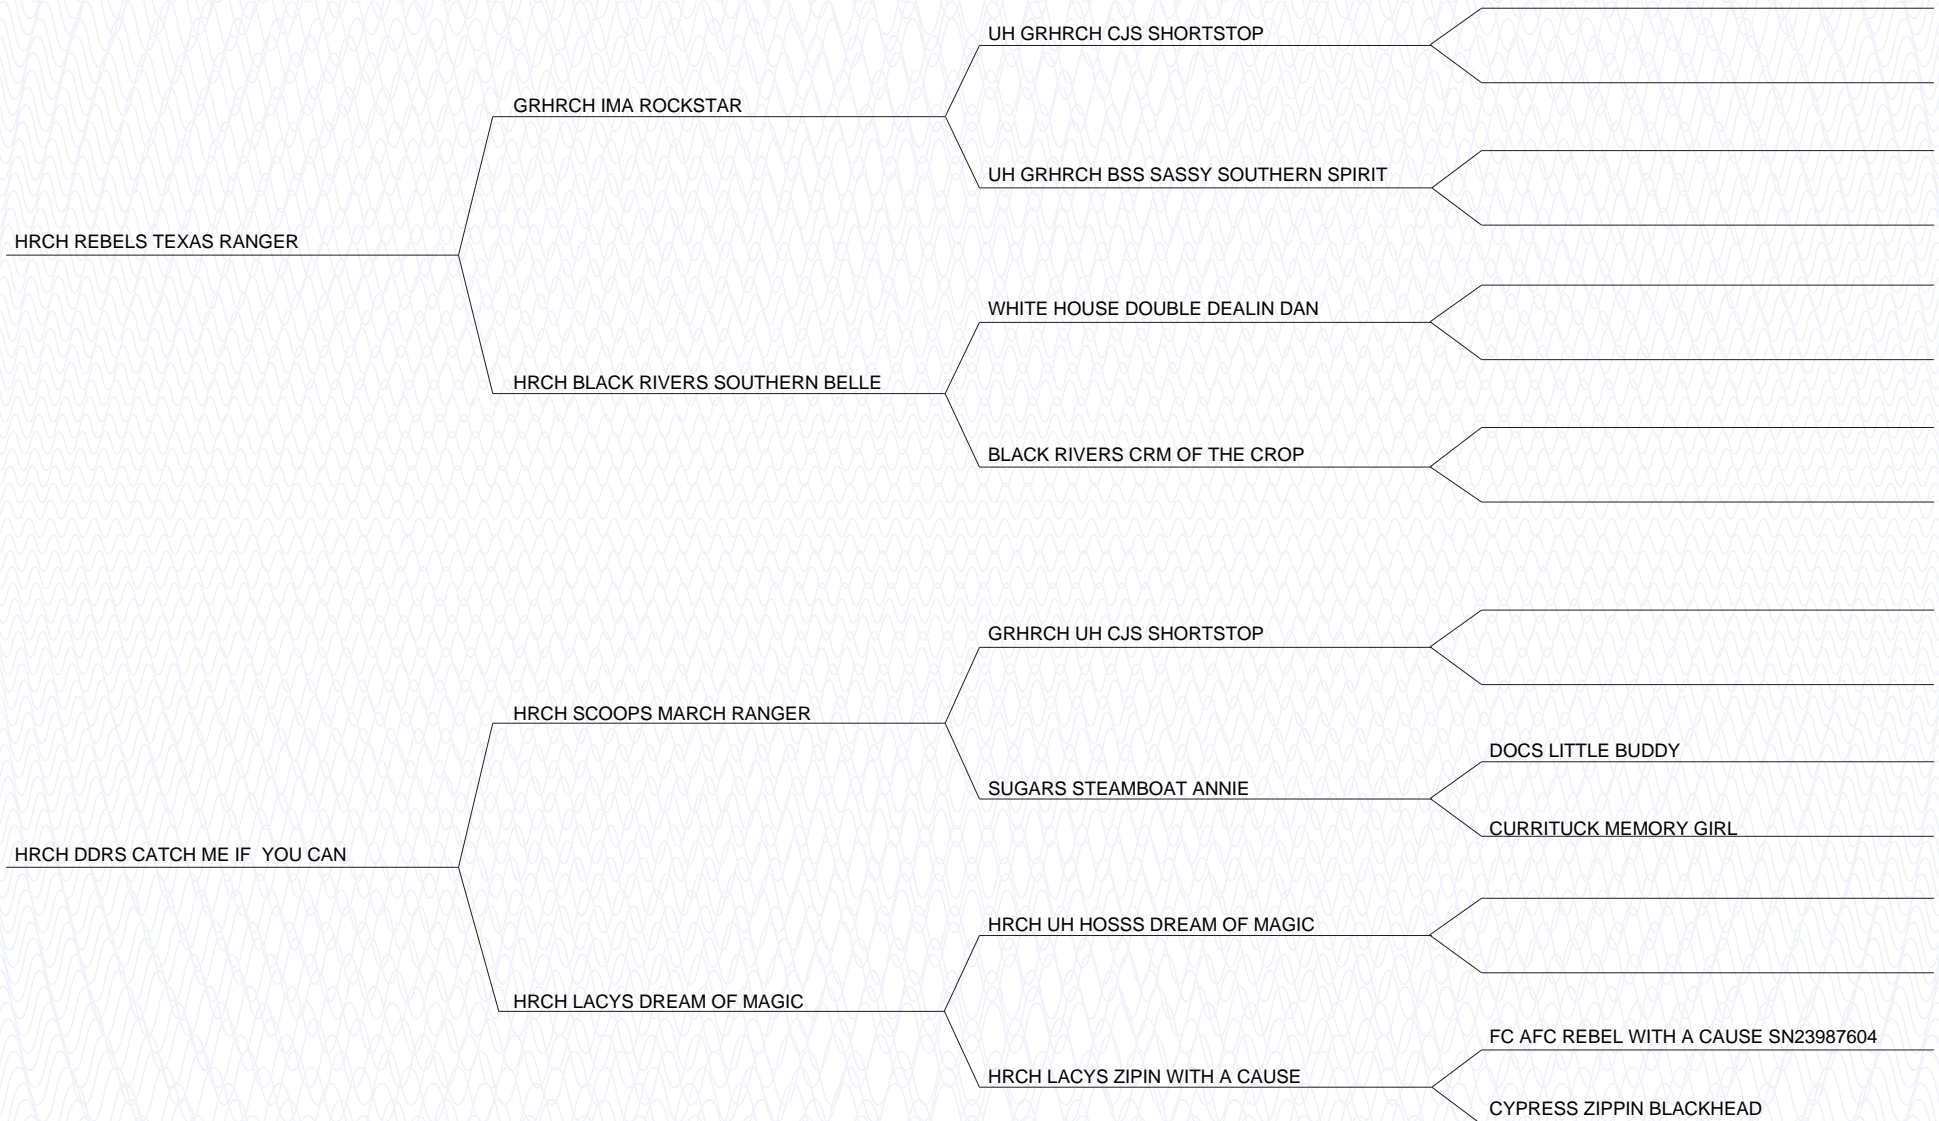 UH GRHRCH CJS SHORTSTOP
GRHRCH IMA ROCKSTAR
UH GRHRCH BSS SASSY SOUTHERN SPIRIT
HRCH REBELS TEXAS RANGER
WHITE HOUSE DOUBLE DEALIN DAN
HRCH BLACK RIVERS SOUTHERN BELLE
BLACK RIVERS CRM OF THE CROP
GRHRCH UH CJS SHORTSTOP
HRCH SCOOPS MARCH RANGER
DOCS LITTLE BUDDY
SUGARS STEAMBOAT ANNIE
CURRITUCK MEMORY GIRL
HRCH DDRS CATCH ME IF  YOU CAN
HRCH UH HOSSS DREAM OF MAGIC
HRCH LACYS DREAM OF MAGIC
FC AFC REBEL WITH A CAUSE SN23987604
HRCH LACYS ZIPIN WITH A CAUSE
CYPRESS ZIPPIN BLACKHEAD